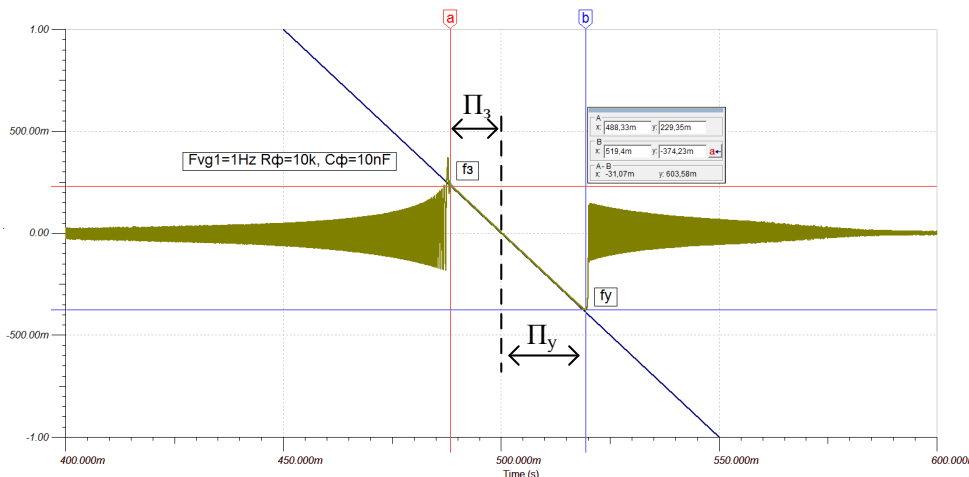 a
b
1.00
500.00m
0.00
-500.00m
-1.00
Fvg1=1Hz Rф=10k, Cф=10nF
Пз
fз
A
x: 488,33m y: 229,35m
B
x: 519,4m y: -374,23m a
A - B
x: -31,07m y: 603,58m
fy
Пу
400.000m
450.000m
500.000m
550.000m
600.000m
Time (s)